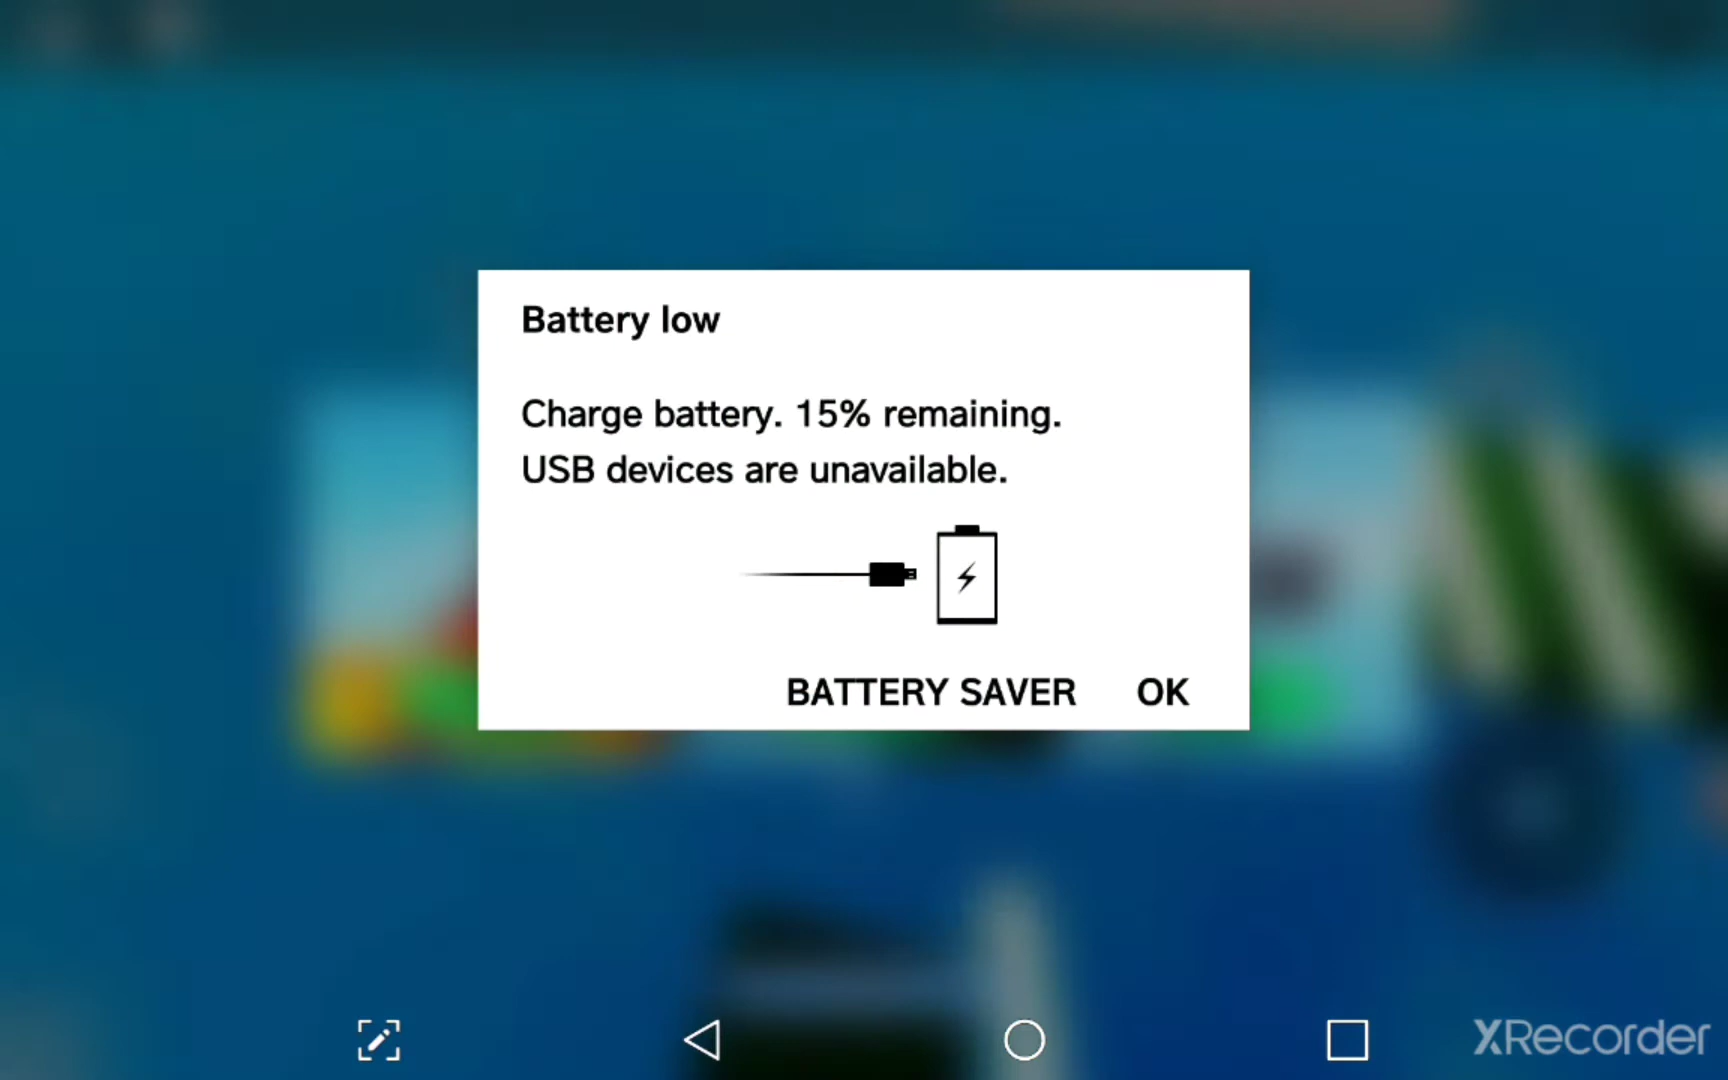 Battery low
Charge battery. 15% remaining.
USB devices are unavailable.
BATTERY SAVER OK
XRecorder